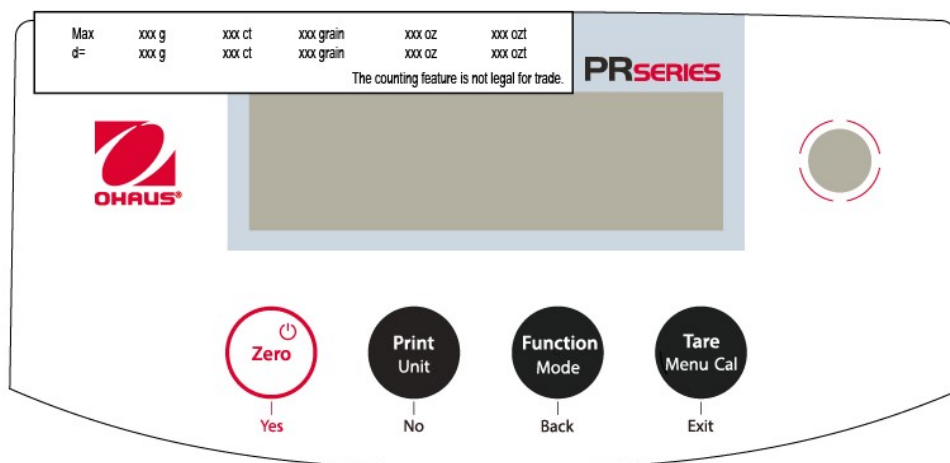 Max xxx g xxx ct xxx grain xxx oz xxx ozt
d= xxx g xxx ct xxx grain xxx oz xxx ozt
The counting feature is not legal for trade.
PRSERIES
OHAUS®
Zero
Print
Unit
Function
Mode
Tare
Menu Cal
Yes No Back Exit